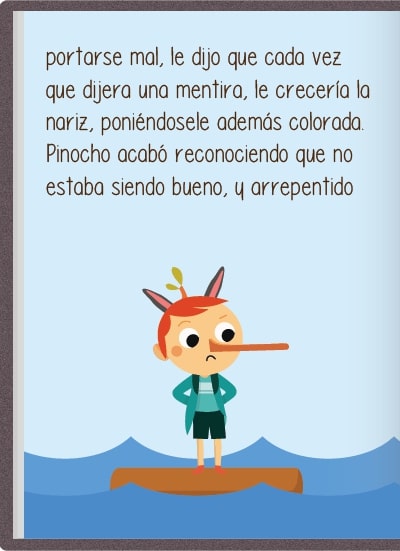 portarse mal, le dijo que cada vez
que dijera una mentira, le crecería la
nariz, poniéndosele además colorada.
Pinocho acabó reconociendo que no
estaba siendo bueno, y arrepentido